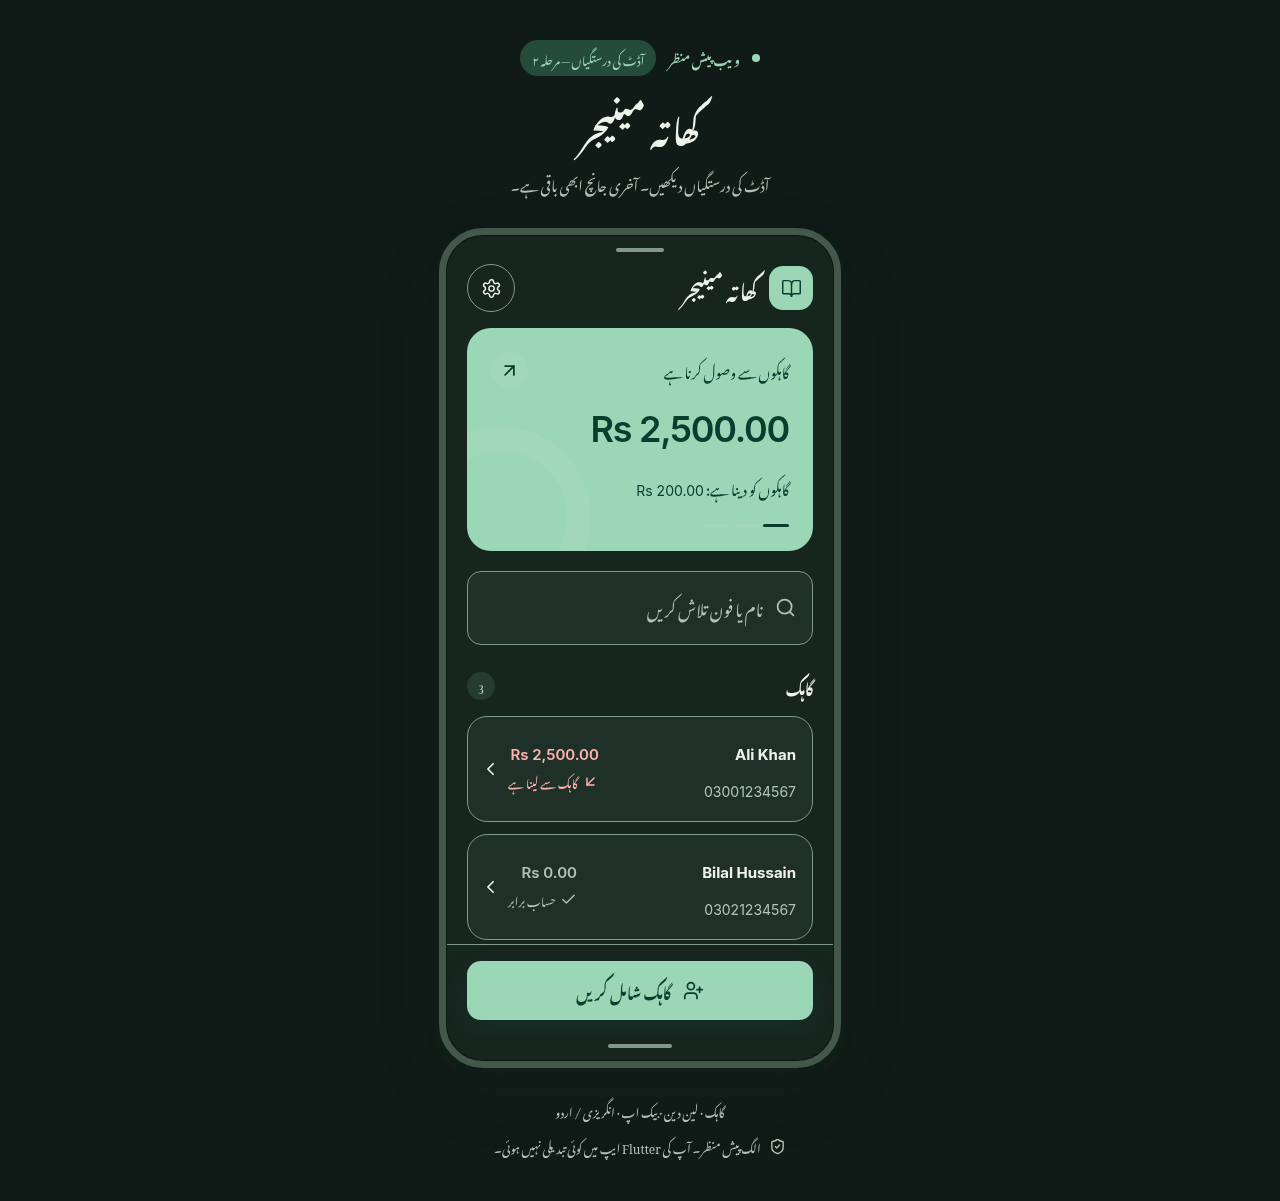 ویب پیش منظر
آڈٹ کی درستگیاں — مرحلہ ۲
کھاتہ مینیجر
آڈٹ کی درستگیاں دیکھیں۔ آخری جانچ ابھی باقی ہے۔
کھاتہ مینیجر
گاہکوں سے وصول کرنا ہے
Rs 2,500.00
گاہکوں کو دینا ہے: Rs 200.00
نام یا فون تلاش کریں
گاہک
3
Ali Khan
Rs 2,500.00
03001234567
گاہک سے لینا ہے
Bilal Hussain
Rs 0.00
03021234567
حساب برابر
گاہک شامل کریں
گاہک · لین دین · بیک اپ · انگریزی / اردو
الگ پیش منظر۔ آپ کی Flutter ایپ میں کوئی تبدیلی نہیں ہوئی۔